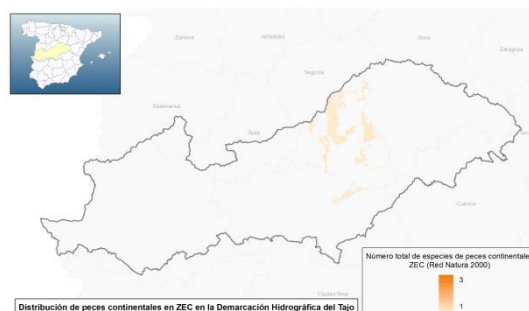 Zamora
Valladolid
Soria
Zaragoza
Segovia
Salamanca
Ávila
Cuenca
Ciudad Real
Número total de especies de peces continentales
ZEC (Red Natura 2000)
3
1
Distribución de peces continentales en ZEC en la Demarcación Hidrográfica del Tajo